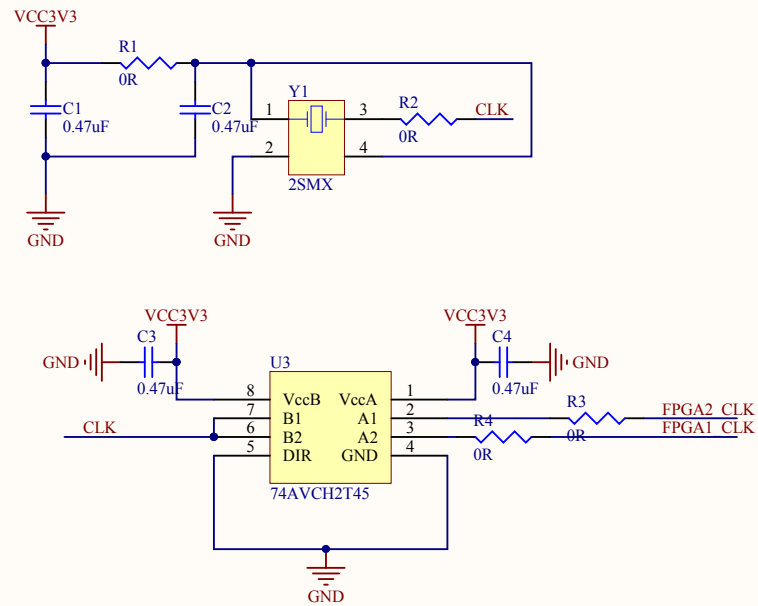 VCC3V3
R1
0R
C1
0.47uF
C2
0.47uF
Y1
1
3
2
4
2SMX
R2
0R
CLK
GND
GND
VCC3V3
VCC3V3
C3
0.47uF
GND
C4
0.47uF
GND
U3
8 VccB VccA 1
7 B1 A1 2
6 B2 A2 3
5 DIR GND 4
74AVCH2T45
CLK
R3
0R
R4
0R
FPGA2_CLK
FPGA1_CLK
GND